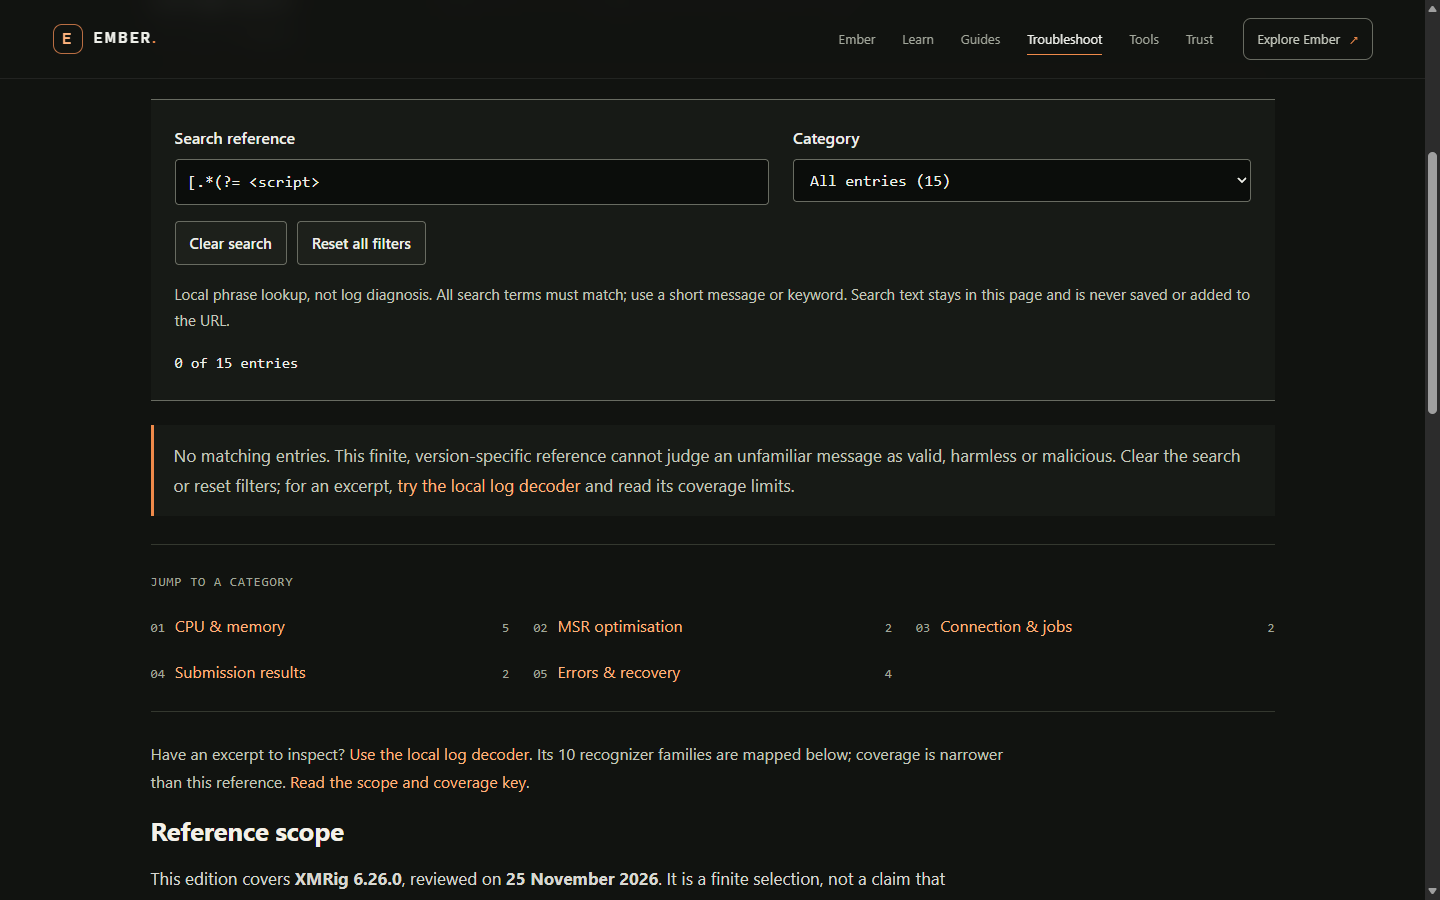 E EMBER.
Ember Learn Guides Troubleshoot Tools Trust Explore Ember ↗
Search reference
Category
[.*(?= <script>
All entries (15)
Clear search
Reset all filters
Local phrase lookup, not log diagnosis. All search terms must match; use a short message or keyword. Search text stays in this page and is never saved or added to
the URL.
0 of 15 entries
No matching entries. This finite, version-specific reference cannot judge an unfamiliar message as valid, harmless or malicious. Clear the search
or reset filters; for an excerpt, try the local log decoder and read its coverage limits.
JUMP TO A CATEGORY
01 CPU & memory 5
02 MSR optimisation 2
03 Connection & jobs 2
04 Submission results 2
05 Errors & recovery 4
Have an excerpt to inspect? Use the local log decoder. Its 10 recognizer families are mapped below; coverage is narrower
than this reference. Read the scope and coverage key.
Reference scope
This edition covers XMRig 6.26.0, reviewed on 25 November 2026. It is a finite selection, not a claim that